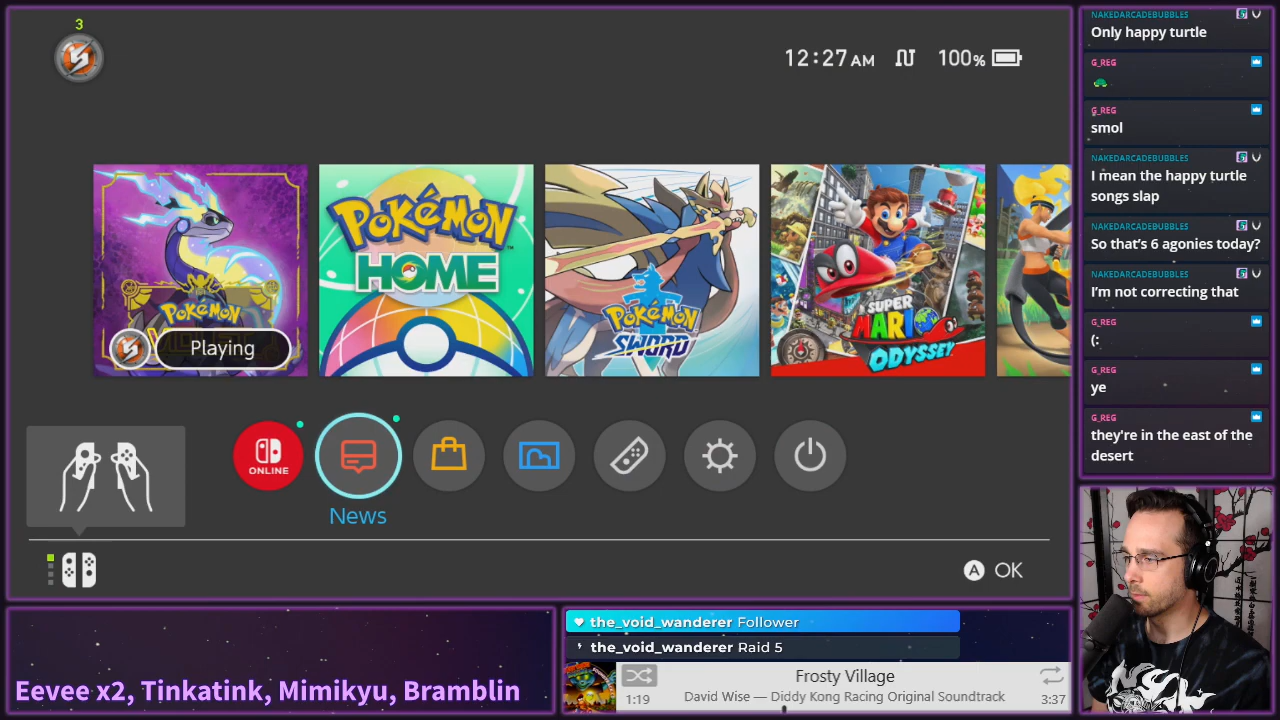 3
12:27 AM
100%
POKÉMON
Playing
POKÉMON
HOME
POKÉMON
SWORD
SUPER
MARIO
ODYSSEY
ONLINE
News
A OK
NAKEDARCADEBUBBLES
Only happy turtle
G_REG
G_REG
smol
NAKEDARCADEBUBBLES
I mean the happy turtle
songs slap
NAKEDARCADEBUBBLES
So that's 6 agonies today?
NAKEDARCADEBUBBLES
I'm not correcting that
G_REG
(:
G_REG
ye
G_REG
they're in the east of the
desert
Eevee x2, Tinkatink, Mimikyu, Bramblin
the_void_wanderer Follower
the_void_wanderer Raid 5
Frosty Village
1:19 David Wise — Diddy Kong Racing Original Soundtrack 3:37